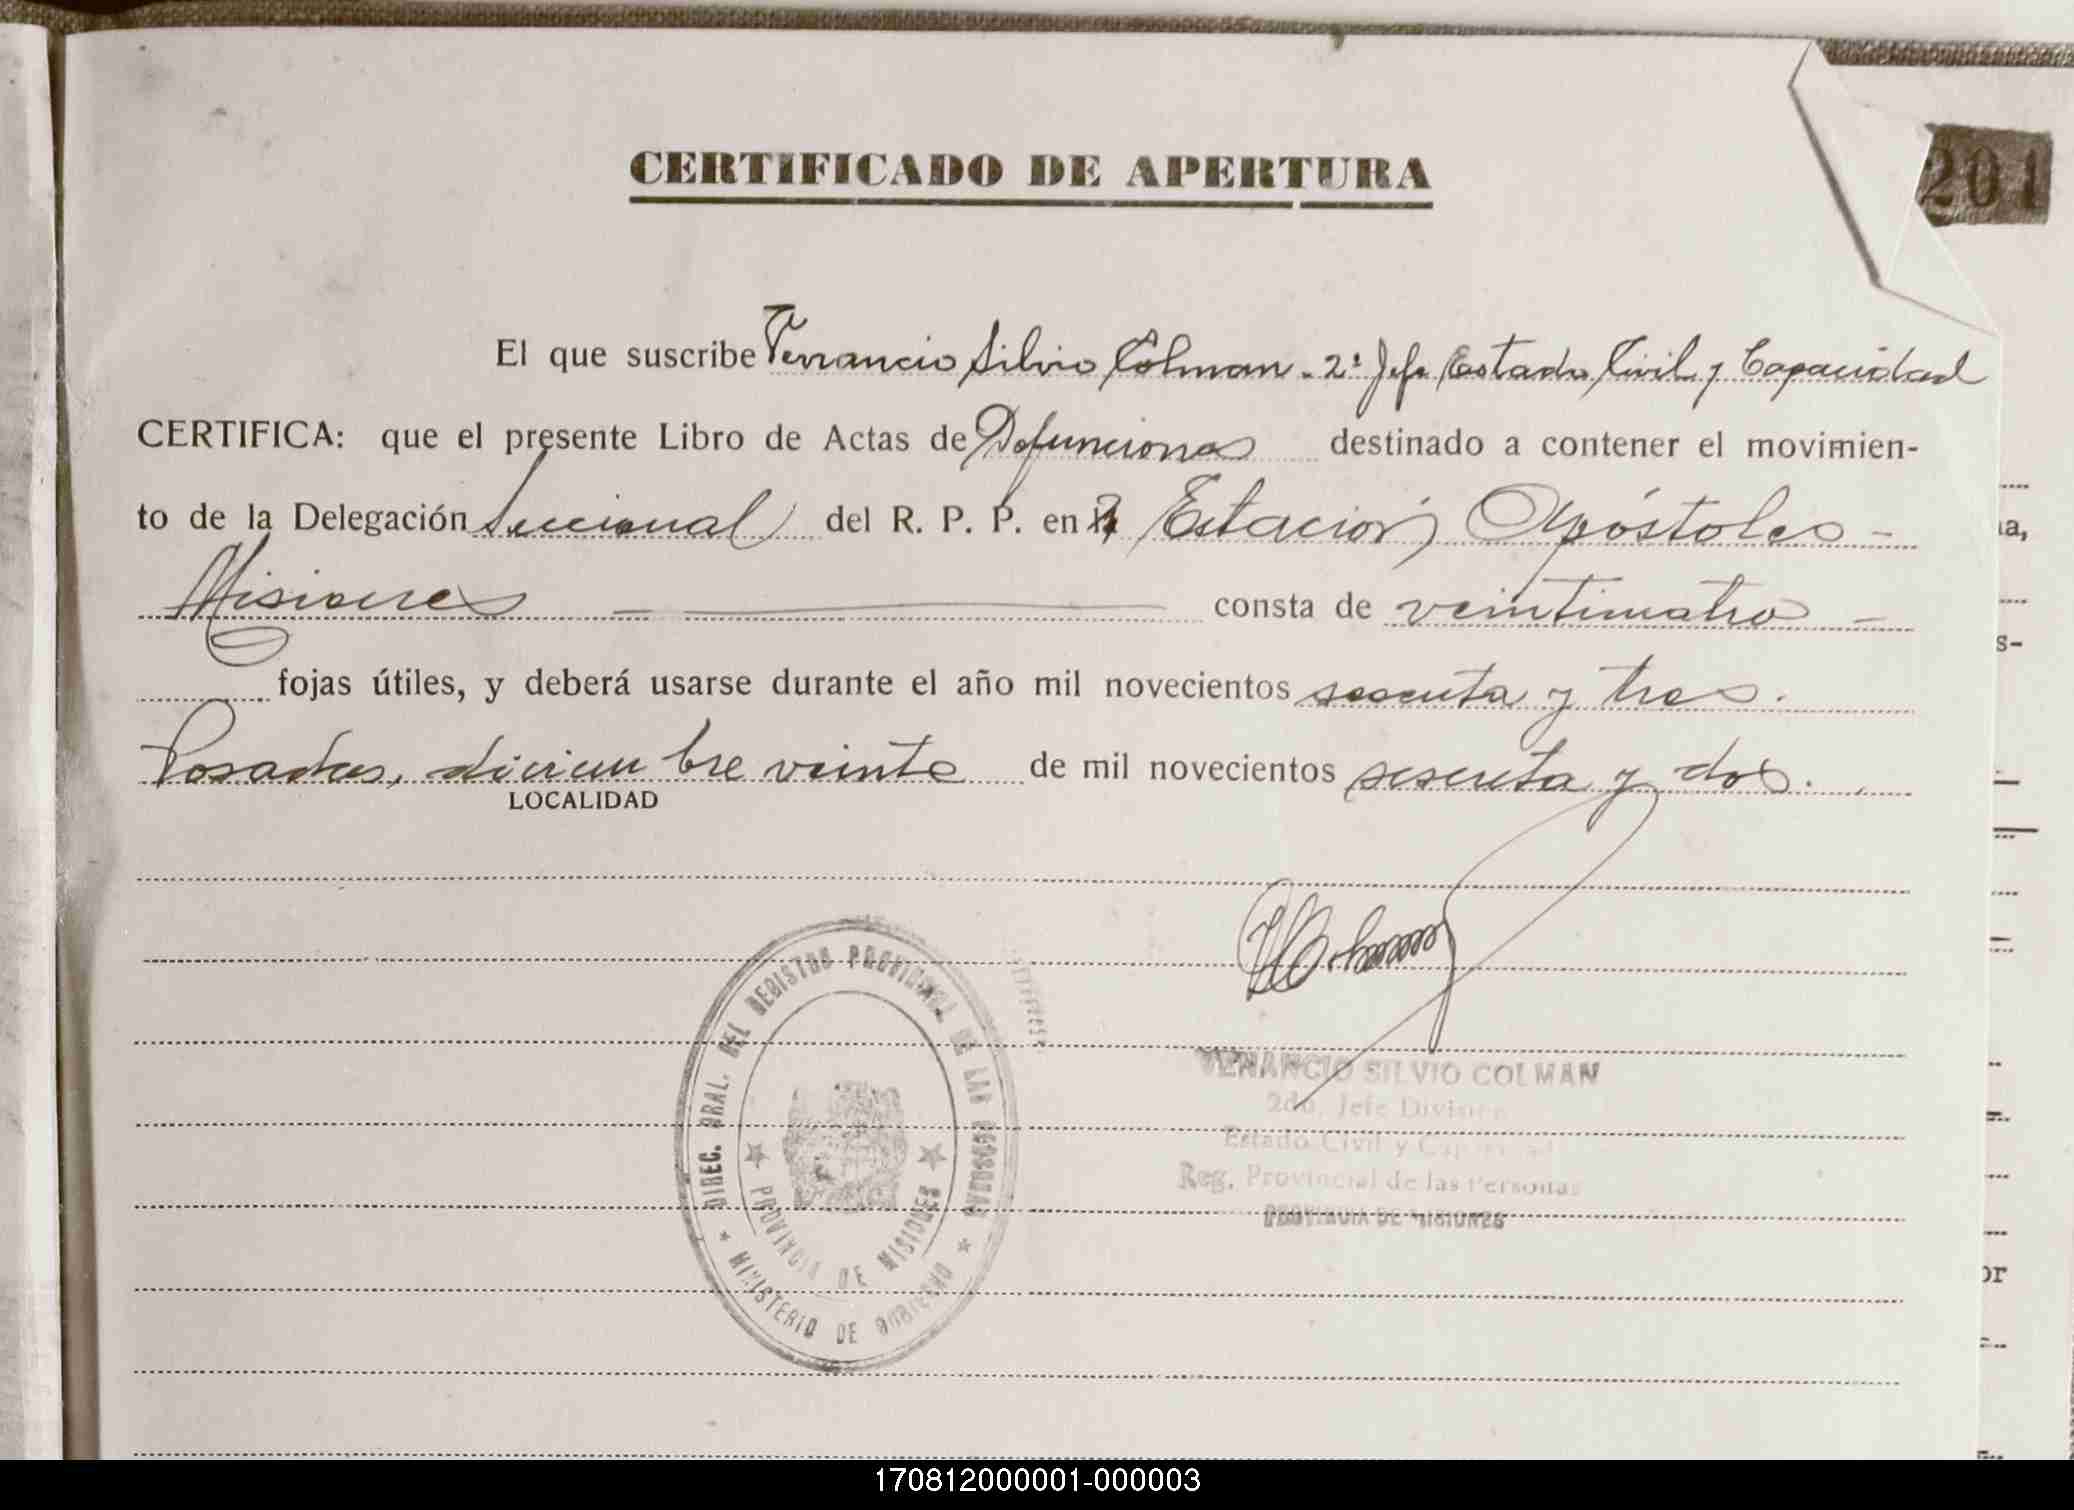 CERTIFICADO DE APERTURA
201
El que suscribe Venancio Silvio Colman - 2º Jefe Estado Civil y Capacidad
CERTIFICA: que el presente Libro de Actas de Defunciones destinado a contener el movimien-
to de la Delegación Seccional del R. P. P. en Estación Apóstoles -
Misiones — consta de veinticuatro -
fojas útiles, y deberá usarse durante el año mil novecientos sesenta y tres.
Posadas, diciembre veinte de mil novecientos sesenta y dos.
LOCALIDAD
DIREC. GRAL. DEL REGISTRO PROVINCIAL DE LAS PERSONAS
PROVINCIA DE MISIONES
* MINISTERIO DE GOBIERNO *
VENANCIO SILVIO COLMAN
2do. Jefe División
Estado Civil y Capacidad
Reg. Provincial de las Personas
PROVINCIA DE MISIONES
170812000001-000003